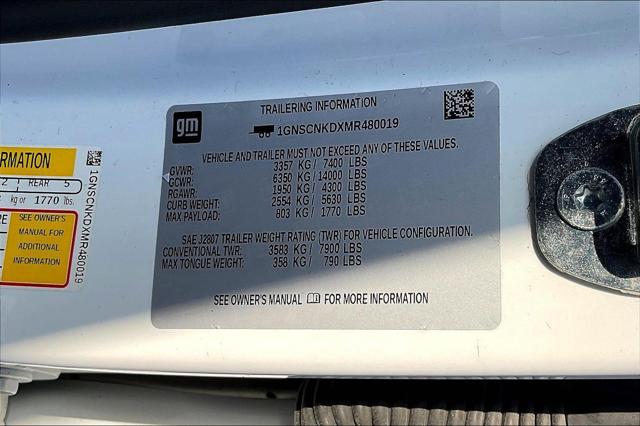 TRAILERING INFORMATION
gm
1GNSCNKDXMR480019
VEHICLE AND TRAILER MUST NOT EXCEED ANY OF THESE VALUES.
GVWR: 3357 KG / 7400 LBS
GCWR: 6350 KG / 14000 LBS
RGAWR: 1950 KG / 4300 LBS
CURB WEIGHT: 2554 KG / 5630 LBS
MAX PAYLOAD: 803 KG / 1770 LBS
SAE J2807 TRAILER WEIGHT RATING (TWR) FOR VEHICLE CONFIGURATION.
CONVENTIONAL TWR: 3583 KG / 7900 LBS
MAX TONGUE WEIGHT: 358 KG / 790 LBS
SEE OWNER'S MANUAL FOR MORE INFORMATION
2 REAR 5
kg or 1770 lbs.
SEE OWNER'S
MANUAL FOR
ADDITIONAL
INFORMATION
1GNSCNKDXMR480019